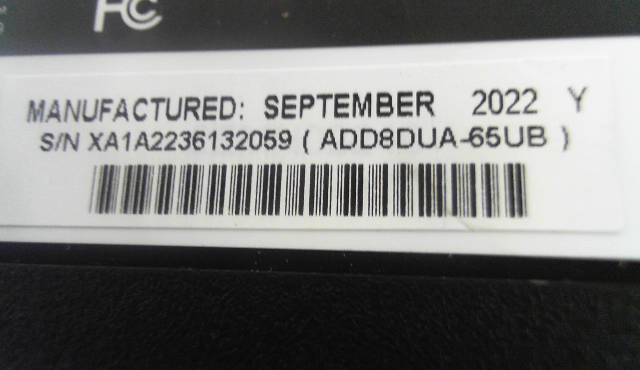 FC
MANUFACTURED: SEPTEMBER 2022 Y
S/N XA1A2236132059 ( ADD8DUA-65UB )